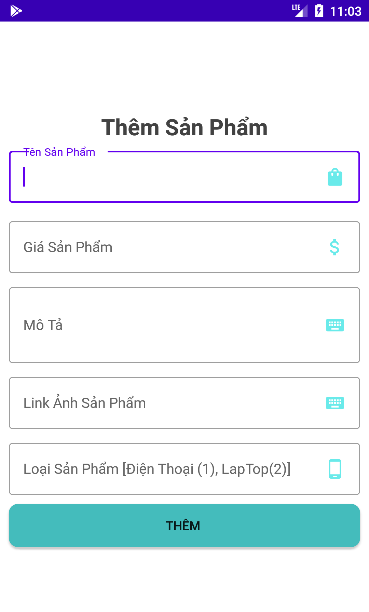 LTE 11:03
Thêm Sản Phẩm
Tên Sản Phẩm
Giá Sản Phẩm
Mô Tả
Link Ảnh Sản Phẩm
Loại Sản Phẩm [Điện Thoại (1), LapTop(2)]
THÊM